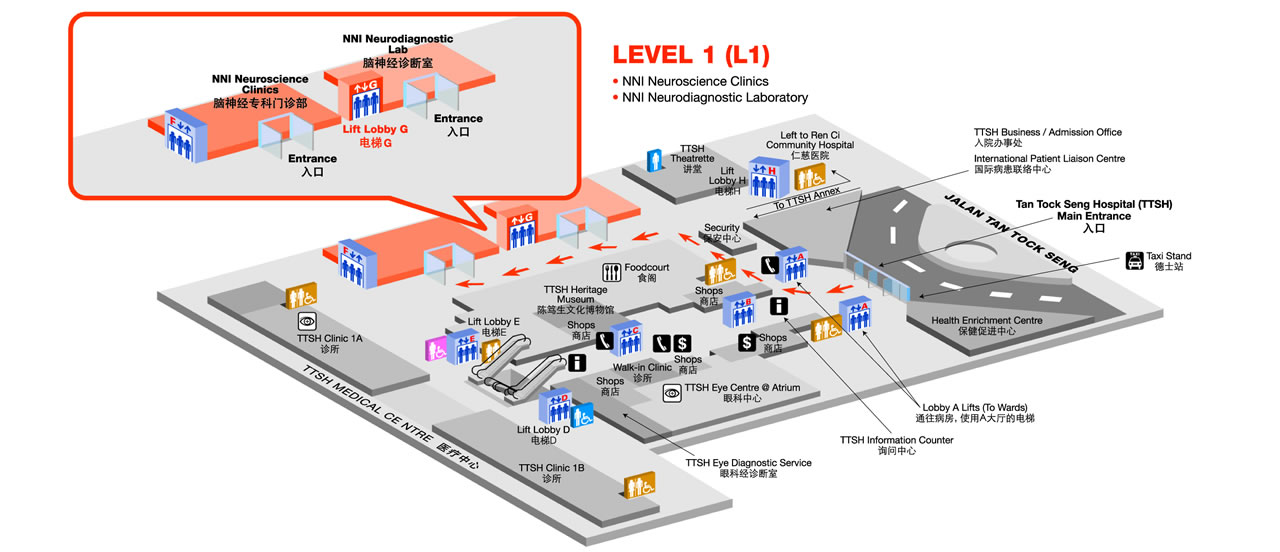 NNI Neurodiagnostic
Lab
脑神经诊断室
NNI Neuroscience
Clinics
脑神经专科门诊部
G
F
Lift Lobby G
电梯G
Entrance
入口
Entrance
入口
LEVEL 1 (L1)
• NNI Neuroscience Clinics
• NNI Neurodiagnostic Laboratory
TTSH
Theatrette
讲堂
Left to Ren Ci
Community Hospital
仁慈医院
Lift
Lobby H
电梯H
H
To TTSH Annex
TTSH Business / Admission Office
入院办事处
International Patient Liaison Centre
国际病患联络中心
Tan Tock Seng Hospital (TTSH)
Main Entrance
入口
JALAN TAN TOCK SENG
Taxi Stand
德士站
Security
保安中心
G
F
Foodcourt
食阁
TTSH Heritage
Museum
陈笃生文化博物馆
Shops
商店
Shops
商店
A
B
i
A
Health Enrichment Centre
保健促进中心
TTSH Clinic 1A
诊所
Lift Lobby E
电梯E
E
C
$
Shops
商店
$
Shops
商店
i
Walk-in Clinic
诊所
Shops
商店
TTSH Eye Centre @ Atrium
眼科中心
D
Lift Lobby D
电梯D
Lobby A Lifts (To Wards)
通往病房, 使用A大厅的电梯
TTSH Information Counter
询问中心
TTSH Eye Diagnostic Service
眼科经诊断室
TTSH Clinic 1B
诊所
TTSH MEDICAL CENTRE 医疗中心